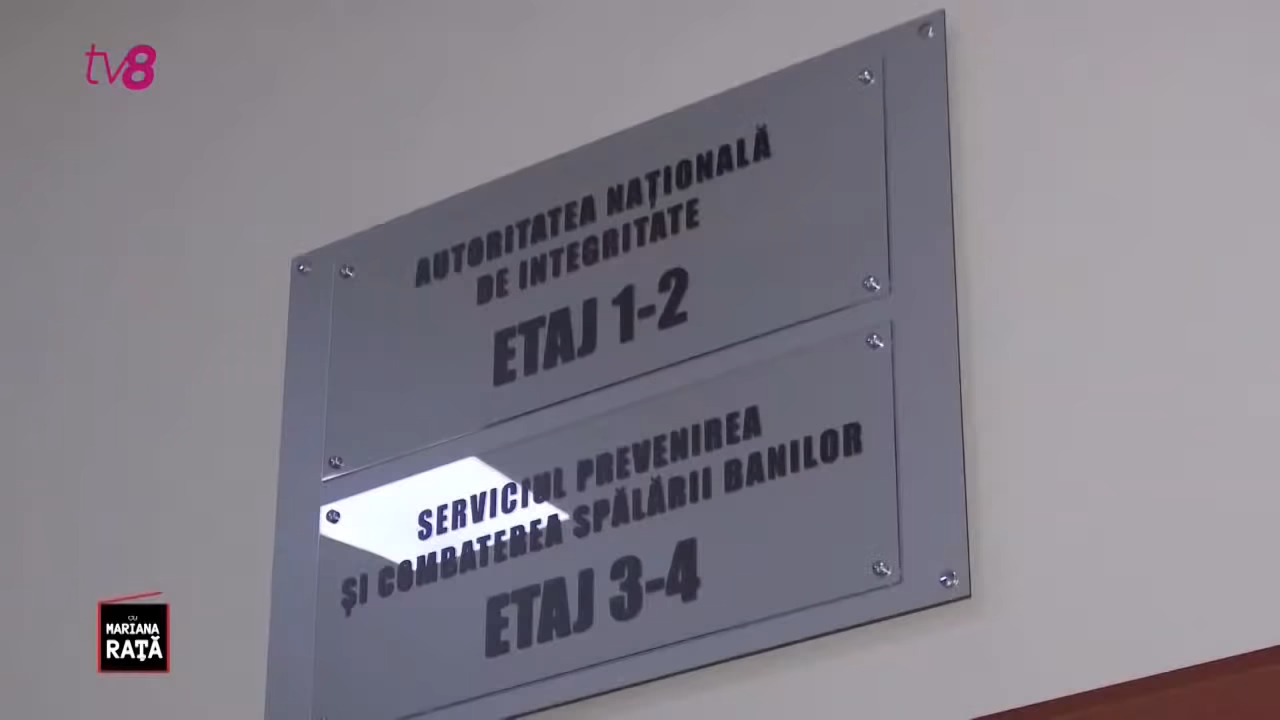 tv8
AUTORITATEA NAȚIONALĂ
DE INTEGRITATE
ETAJ 1-2
SERVICIUL PREVENIREA
ȘI COMBATEREA SPĂLĂRII BANILOR
ETAJ 3-4
CU
MARIANA
RAȚĂ